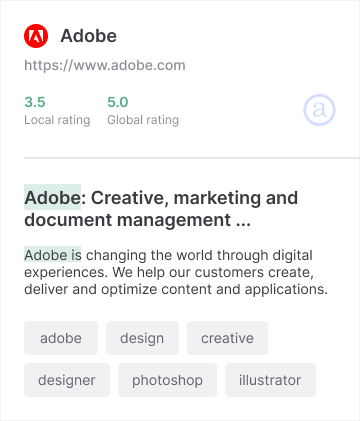 Adobe
https://www.adobe.com
3.5
5.0
Local rating
Global rating
a
Adobe: Creative, marketing and
document management ...
Adobe is changing the world through digital
experiences. We help our customers create,
deliver and optimize content and applications.
adobe
design
creative
designer
photoshop
illustrator